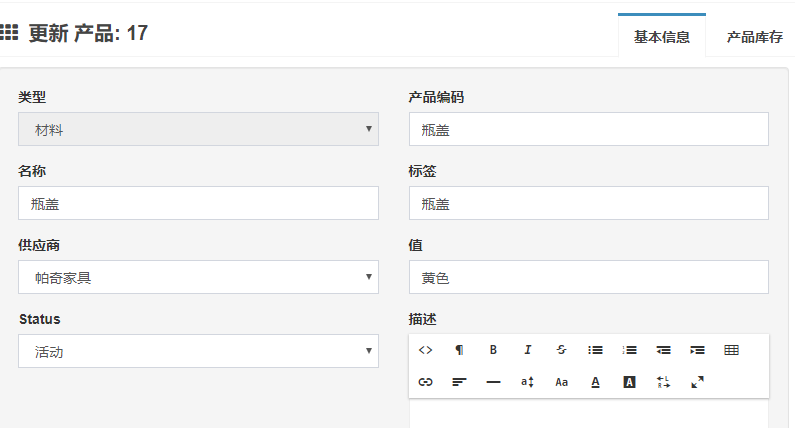 更新 产品: 17
基本信息
产品库存
类型
产品编码
材料
瓶盖
名称
标签
瓶盖
瓶盖
供应商
值
帕奇家具
黄色
Status
描述
活动